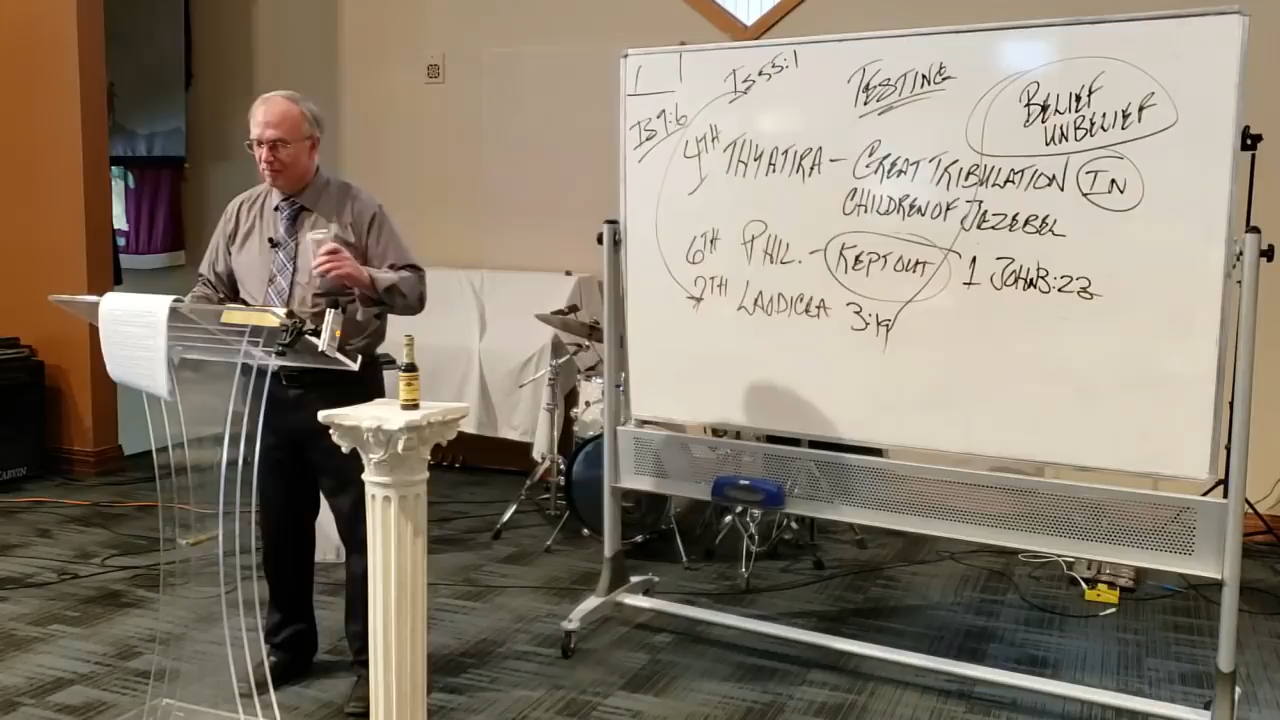 Is 55:1
TESTING
BELIEF
UNBELIEF
Is 9:6
4TH THYATIRA - GREAT TRIBULATION IN
CHILDREN OF JEZEBEL
6TH PHIL. - KEPT OUT 1 JOHN 3:23
7TH LAODICEA 3:19